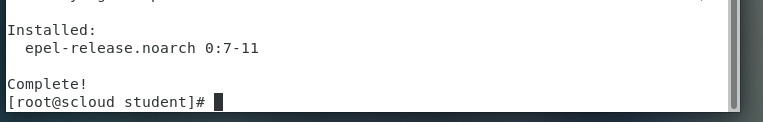 Installed:
  epel-release.noarch 0:7-11
Complete!
[root@scloud student]#